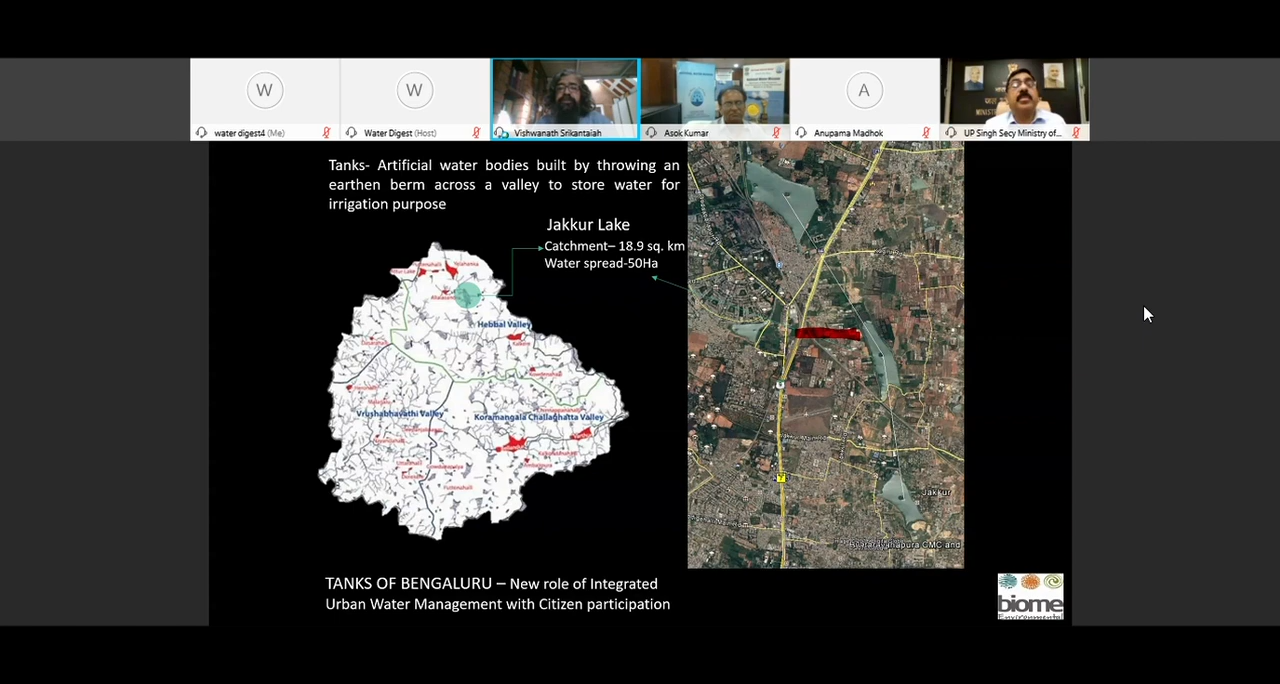 W
W
A
water digest4 (Me)
Water Digest (Host)
Vishwanath Srikantaiah
Asok Kumar
Anupama Madhok
UP Singh Secy Ministry of...
Tanks- Artificial water bodies built by throwing an
earthen berm across a valley to store water for
irrigation purpose
Jakkur Lake
Catchment– 18.9 sq. km
Water spread-50Ha
Hebbal Valley
Vrushabhavathi Valley
Koramangala Challaghatta Valley
Jakkur
TANKS OF BENGALURU – New role of Integrated
Urban Water Management with Citizen participation
biome
Environmental